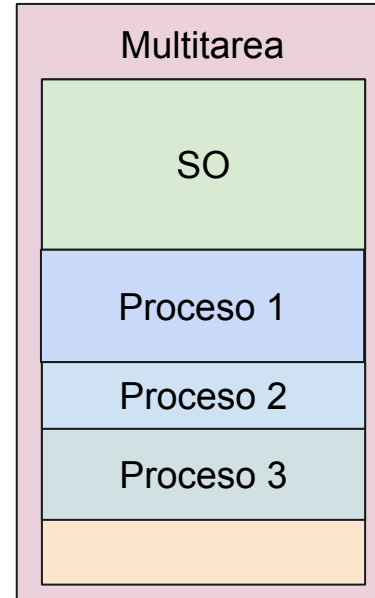 Multitarea
SO
Proceso 1
Proceso 2
Proceso 3